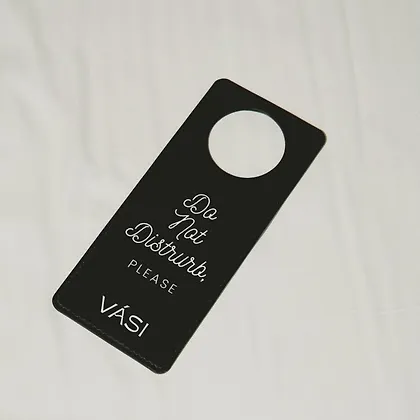 Do
Not
Distrurb,
PLEASE
VÁSI